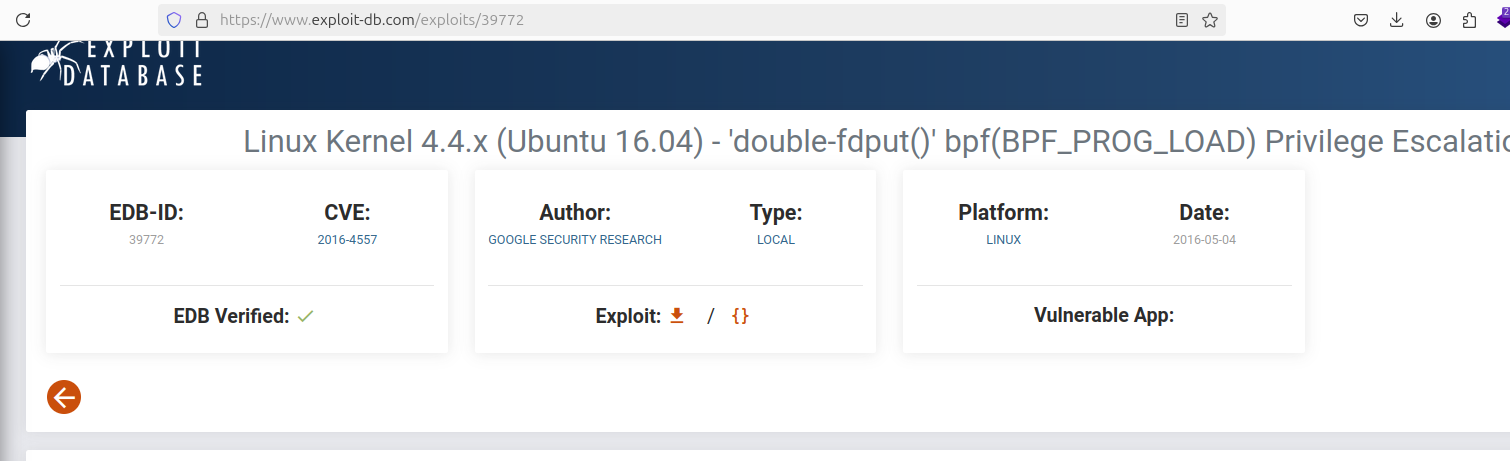 https://www.exploit-db.com/exploits/39772
2
EXPLOIT
DATABASE
Linux Kernel 4.4.x (Ubuntu 16.04) - 'double-fdput()' bpf(BPF_PROG_LOAD) Privilege Escalatio
EDB-ID:
39772
CVE:
2016-4557
EDB Verified:
Author:
GOOGLE SECURITY RESEARCH
Type:
LOCAL
Exploit: / {}
Platform:
LINUX
Date:
2016-05-04
Vulnerable App: